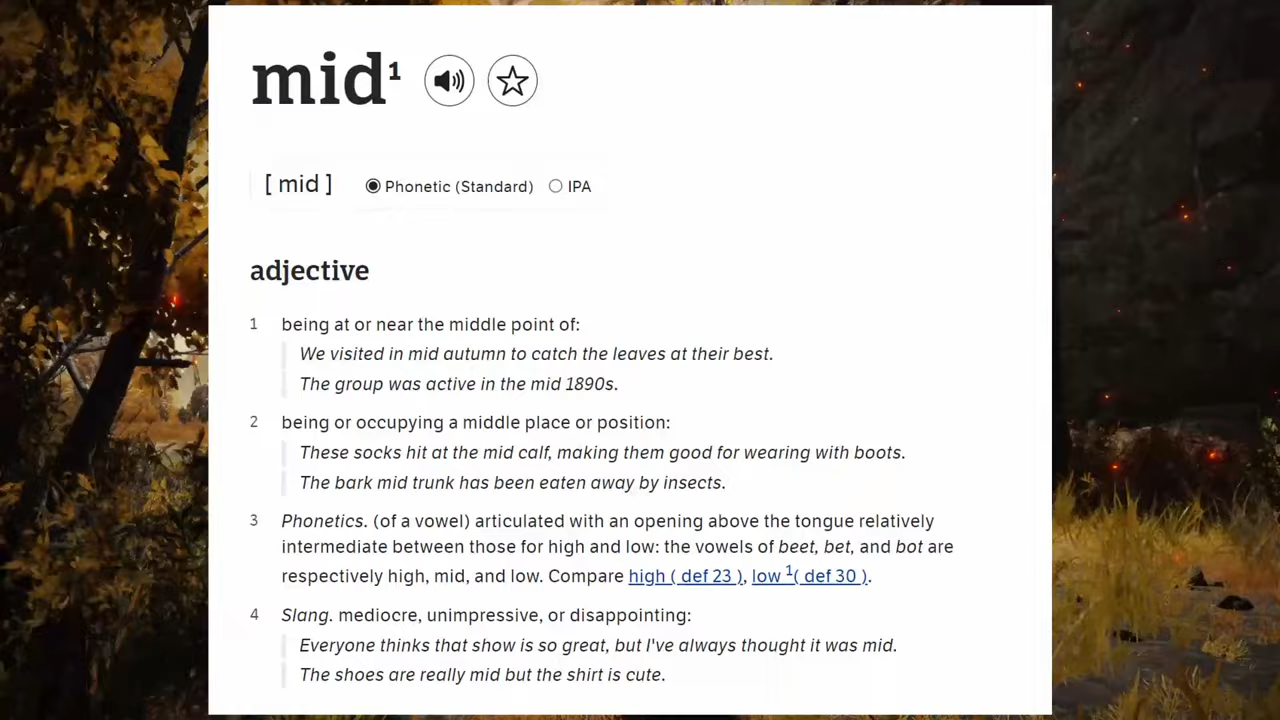 mid¹
[ mid ] Phonetic (Standard) IPA
adjective
1 being at or near the middle point of:
We visited in mid autumn to catch the leaves at their best.
The group was active in the mid 1890s.
2 being or occupying a middle place or position:
These socks hit at the mid calf, making them good for wearing with boots.
The bark mid trunk has been eaten away by insects.
3 Phonetics. (of a vowel) articulated with an opening above the tongue relatively
intermediate between those for high and low: the vowels of beet, bet, and bot are
respectively high, mid, and low. Compare high ( def 23 ), low ¹( def 30 ).
4 Slang. mediocre, unimpressive, or disappointing:
Everyone thinks that show is so great, but I've always thought it was mid.
The shoes are really mid but the shirt is cute.